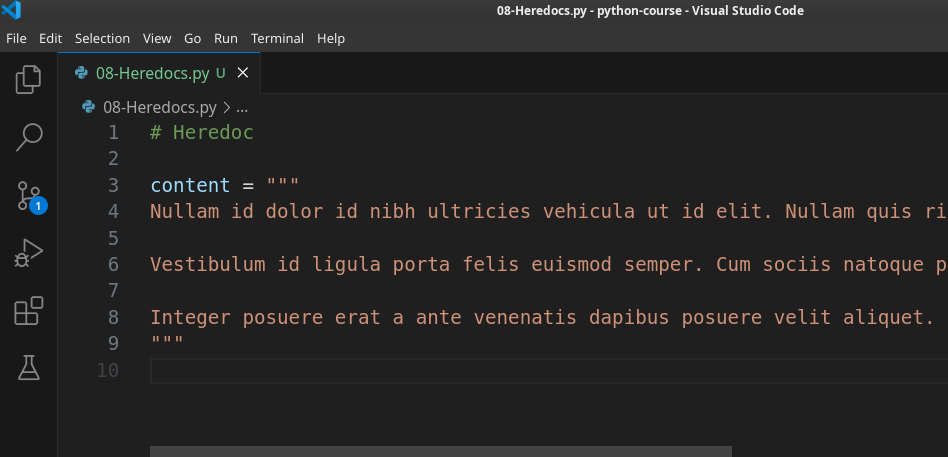 08-Heredocs.py - python-course - Visual Studio Code
File Edit Selection View Go Run Terminal Help
08-Heredocs.py U
08-Heredocs.py > ...
1 # Heredoc
2
3 content = """
4 Nullam id dolor id nibh ultricies vehicula ut id elit. Nullam quis ri
5
6 Vestibulum id ligula porta felis euismod semper. Cum sociis natoque p
7
8 Integer posuere erat a ante venenatis dapibus posuere velit aliquet.
9 """
10
1